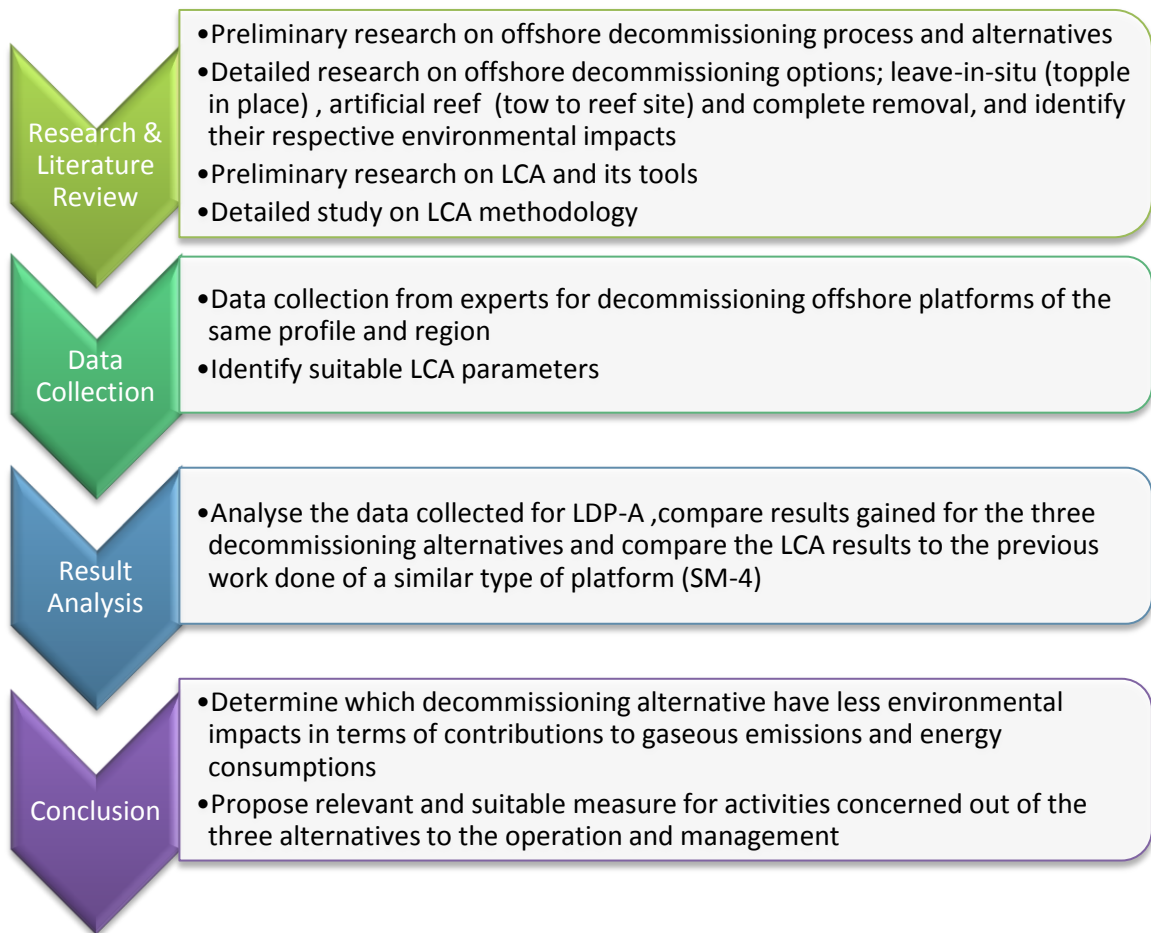 Research &
Literature
Review
•Preliminary research on offshore decommissioning process and alternatives
•Detailed research on offshore decommissioning options; leave-in-situ (topple
in place) , artificial reef (tow to reef site) and complete removal, and identify
their respective environmental impacts
•Preliminary research on LCA and its tools
•Detailed study on LCA methodology
Data
Collection
•Data collection from experts for decommissioning offshore platforms of the
same profile and region
•Identify suitable LCA parameters
Result
Analysis
•Analyse the data collected for LDP-A ,compare results gained for the three
decommissioning alternatives and compare the LCA results to the previous
work done of a similar type of platform (SM-4)
Conclusion
•Determine which decommissioning alternative have less environmental
impacts in terms of contributions to gaseous emissions and energy
consumptions
•Propose relevant and suitable measure for activities concerned out of the
three alternatives to the operation and management